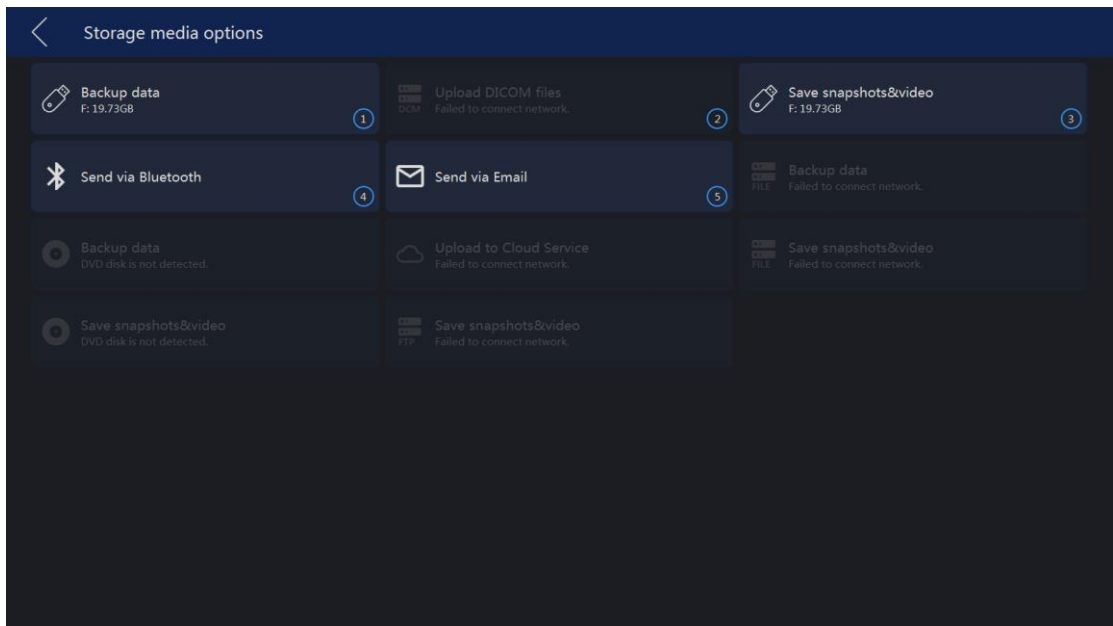 Storage media options
Backup data
F: 19.73GB
1
DCM
Upload DICOM files
Failed to connect network.
2
Save snapshots&video
F: 19.73GB
3
Send via Bluetooth
4
Send via Email
5
FILE
Backup data
Failed to connect network.
Backup data
DVD disk is not detected.
Upload to Cloud Service
Failed to connect network.
FILE
Save snapshots&video
Failed to connect network.
Save snapshots&video
DVD disk is not detected.
FTP
Save snapshots&video
Failed to connect network.